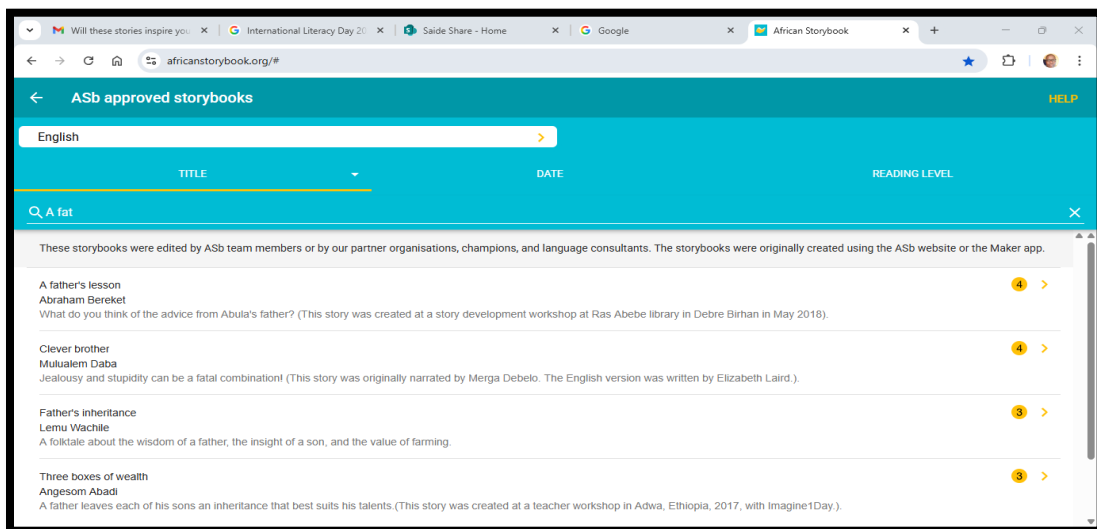 Will these stories inspire you
International Literacy Day 20
Saide Share - Home
Google
African Storybook
africanstorybook.org/#
ASb approved storybooks
HELP
English
TITLE
DATE
READING LEVEL
A fat
These storybooks were edited by ASb team members or by our partner organisations, champions, and language consultants. The storybooks were originally created using the ASb website or the Maker app.
A father's lesson
4
Abraham Bereket
What do you think of the advice from Abula's father? (This story was created at a story development workshop at Ras Abebe library in Debre Birhan in May 2018).
Clever brother
4
Mulualem Daba
Jealousy and stupidity can be a fatal combination! (This story was originally narrated by Merga Debelo. The English version was written by Elizabeth Laird.).
Father's inheritance
3
Lemu Wachile
A folktale about the wisdom of a father, the insight of a son, and the value of farming.
Three boxes of wealth
3
Angesom Abadi
A father leaves each of his sons an inheritance that best suits his talents.(This story was created at a teacher workshop in Adwa, Ethiopia, 2017, with Imagine1Day.).